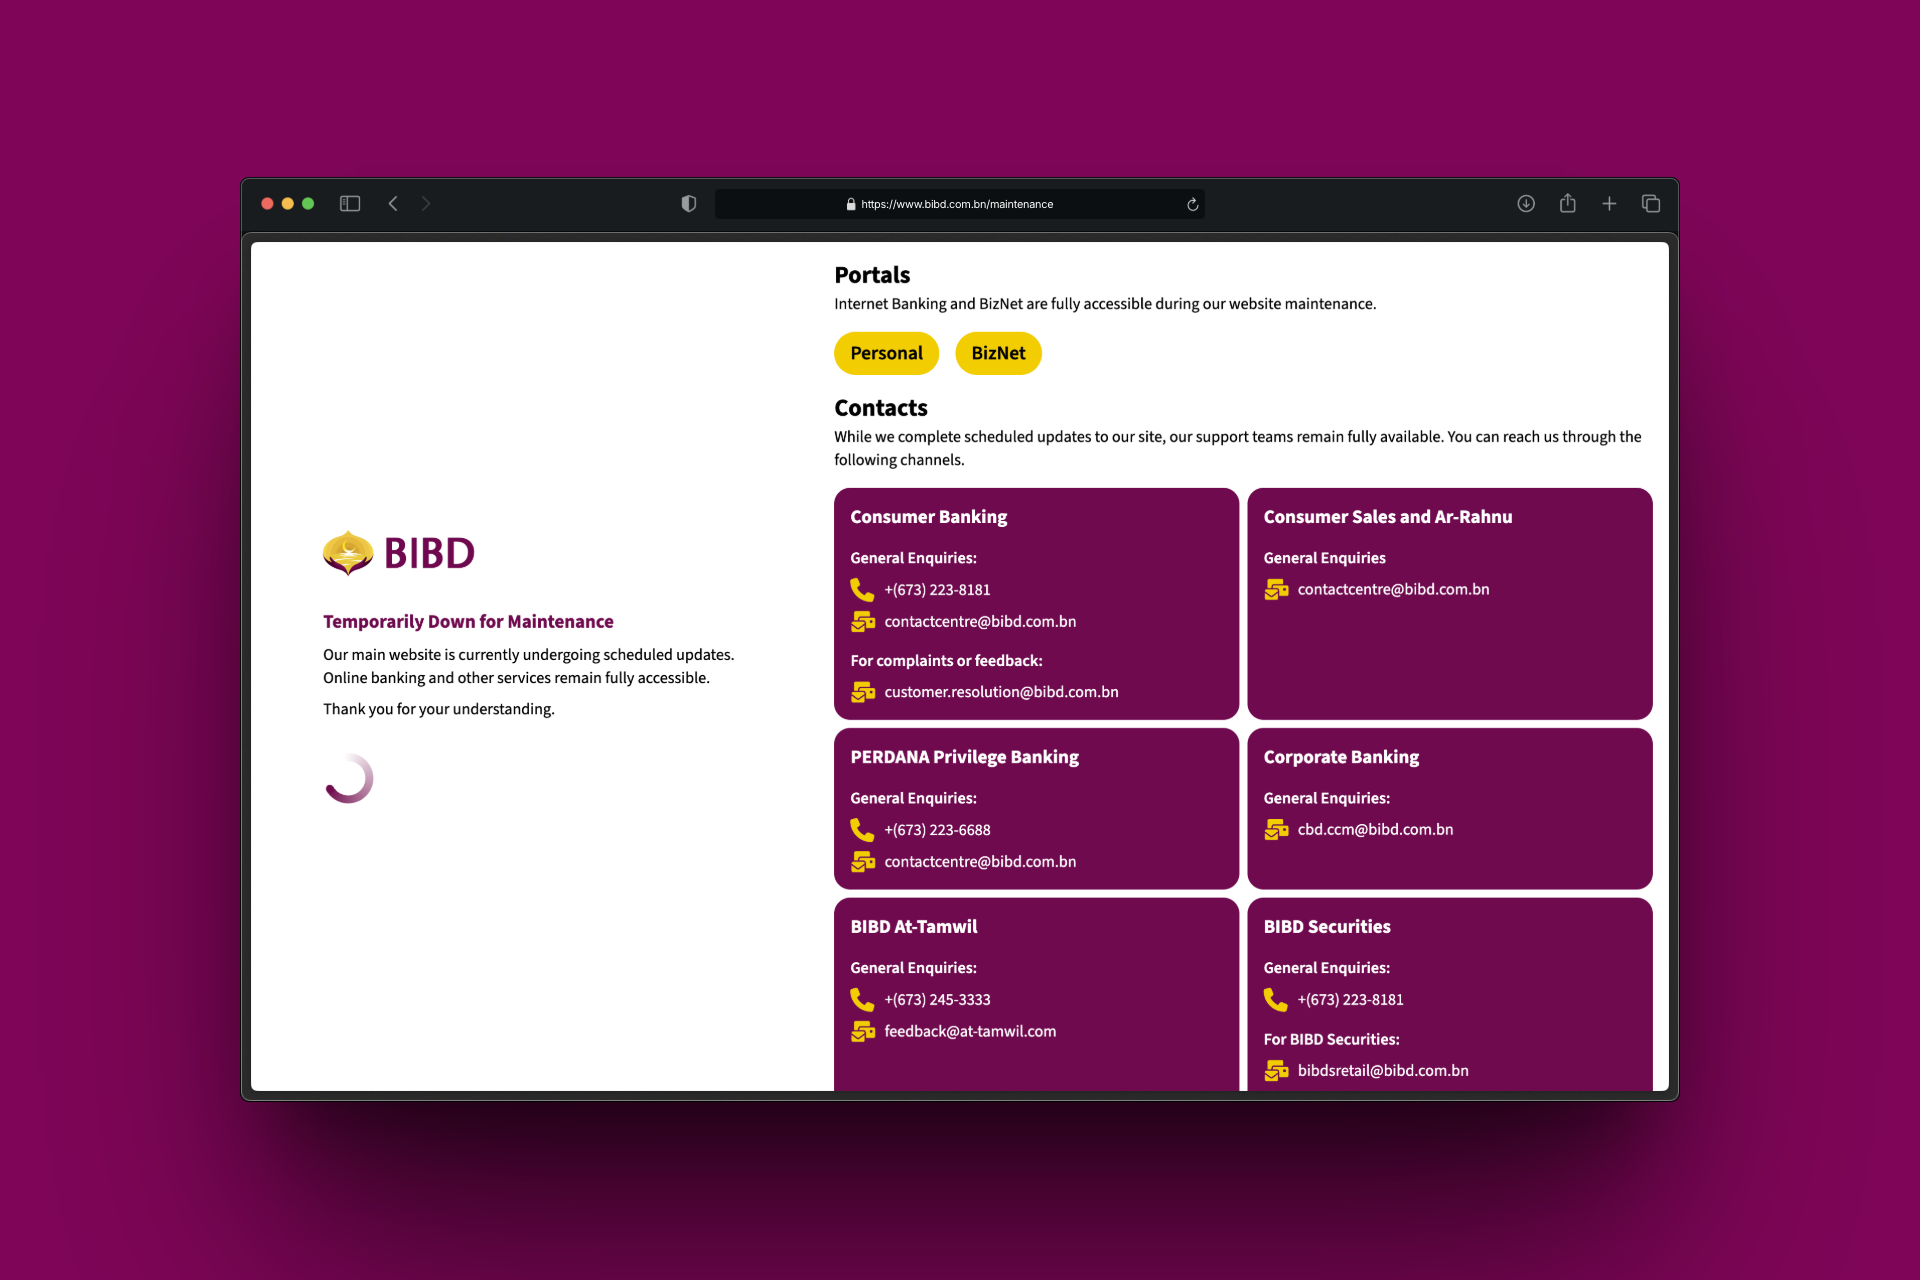 https://www.bibd.com.bn/maintenance
BIBD
Temporarily Down for Maintenance
Our main website is currently undergoing scheduled updates.
Online banking and other services remain fully accessible.
Thank you for your understanding.
Portals
Internet Banking and BizNet are fully accessible during our website maintenance.
Personal
BizNet
Contacts
While we complete scheduled updates to our site, our support teams remain fully available. You can reach us through the
following channels.
Consumer Banking
General Enquiries:
+(673) 223-8181
contactcentre@bibd.com.bn
For complaints or feedback:
customer.resolution@bibd.com.bn
Consumer Sales and Ar-Rahnu
General Enquiries
contactcentre@bibd.com.bn
PERDANA Privilege Banking
General Enquiries:
+(673) 223-6688
contactcentre@bibd.com.bn
Corporate Banking
General Enquiries:
cbd.ccm@bibd.com.bn
BIBD At-Tamwil
General Enquiries:
+(673) 245-3333
feedback@at-tamwil.com
BIBD Securities
General Enquiries:
+(673) 223-8181
For BIBD Securities:
bibdsretail@bibd.com.bn